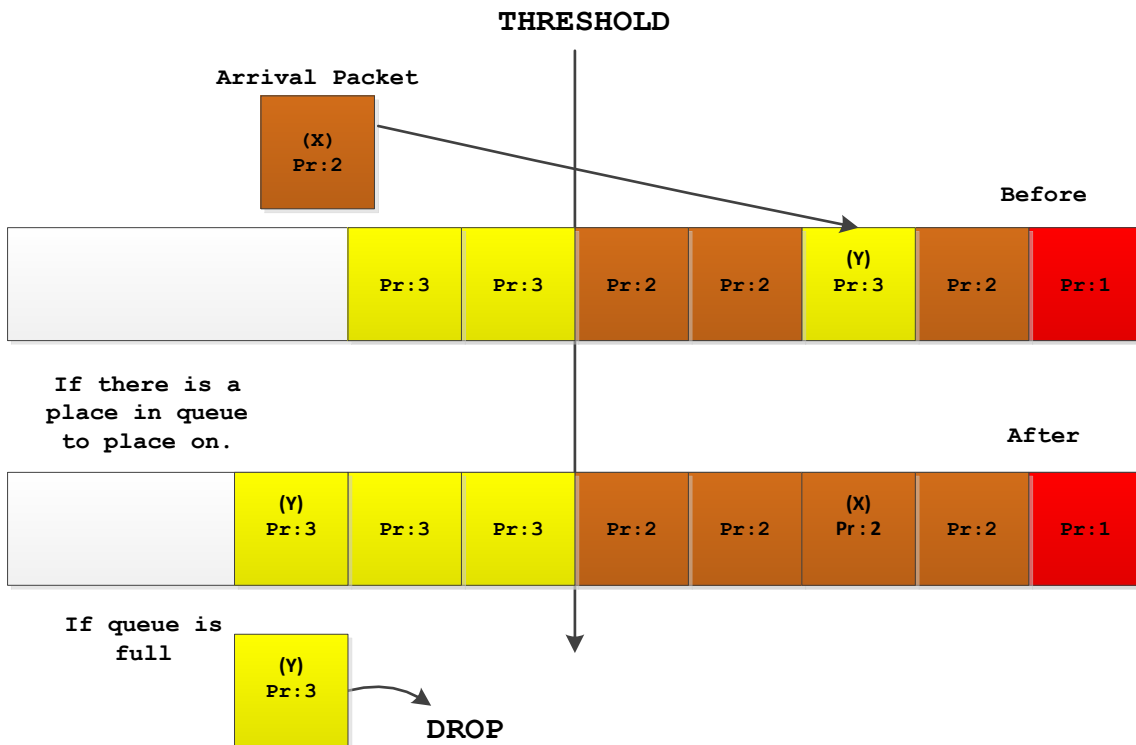 THRESHOLD
Arrival Packet
(X)
Pr:2
Before
Pr:3
Pr:3
Pr:2
Pr:2
(Y)
Pr:3
Pr:2
Pr:1
If there is a
place in queue
to place on.
After
(Y)
Pr:3
Pr:3
Pr:3
Pr:2
Pr:2
(X)
Pr:2
Pr:2
Pr:1
If queue is
full
(Y)
Pr:3
DROP